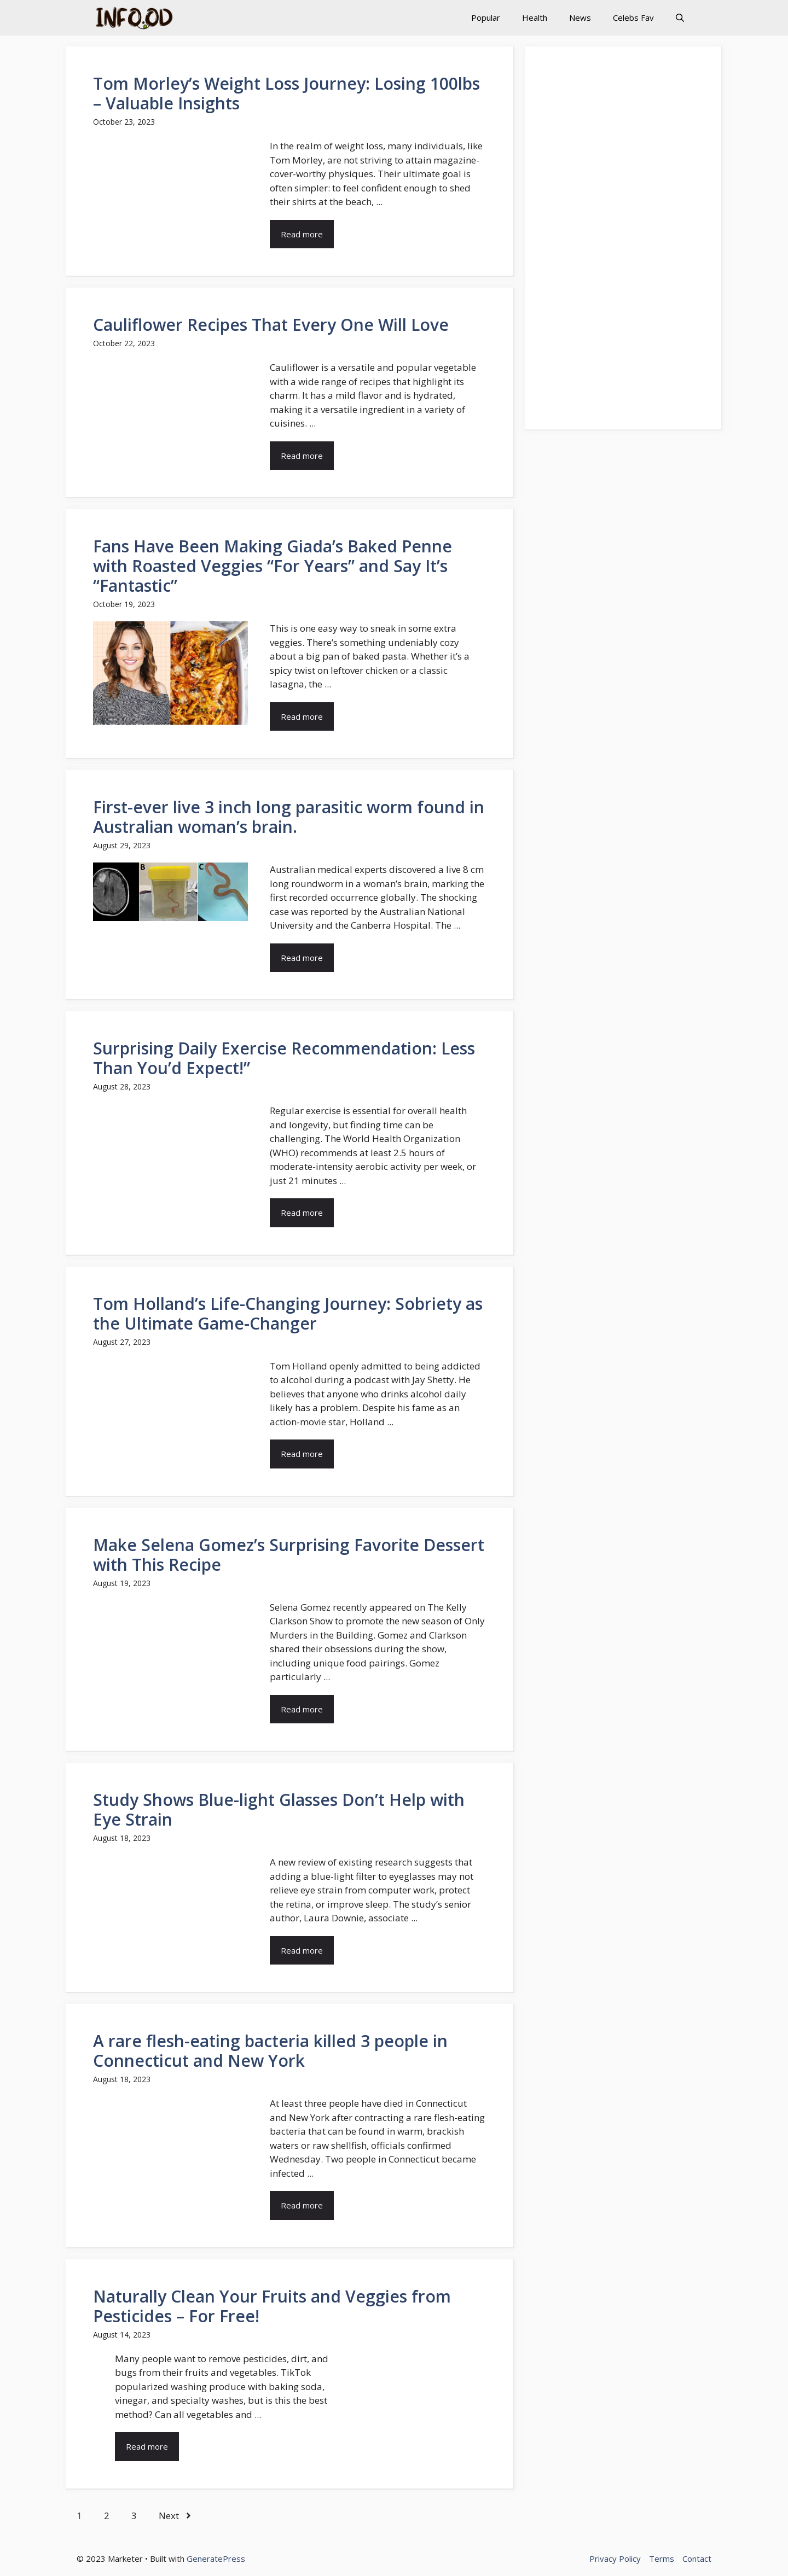 INFOOD
Popular
Health
News
Celebs Fav
Tom Morley’s Weight Loss Journey: Losing 100lbs
– Valuable Insights
October 23, 2023
In the realm of weight loss, many individuals, like
Tom Morley, are not striving to attain magazine-
cover-worthy physiques. Their ultimate goal is
often simpler: to feel confident enough to shed
their shirts at the beach, ...
Read more
Cauliflower Recipes That Every One Will Love
October 22, 2023
Cauliflower is a versatile and popular vegetable
with a wide range of recipes that highlight its
charm. It has a mild flavor and is hydrated,
making it a versatile ingredient in a variety of
cuisines. ...
Read more
Fans Have Been Making Giada’s Baked Penne
with Roasted Veggies “For Years” and Say It’s
“Fantastic”
October 19, 2023
This is one easy way to sneak in some extra
veggies. There’s something undeniably cozy
about a big pan of baked pasta. Whether it’s a
spicy twist on leftover chicken or a classic
lasagna, the ...
Read more
First-ever live 3 inch long parasitic worm found in
Australian woman’s brain.
August 29, 2023
B
C
Australian medical experts discovered a live 8 cm
long roundworm in a woman’s brain, marking the
first recorded occurrence globally. The shocking
case was reported by the Australian National
University and the Canberra Hospital. The ...
Read more
Surprising Daily Exercise Recommendation: Less
Than You’d Expect!”
August 28, 2023
Regular exercise is essential for overall health
and longevity, but finding time can be
challenging. The World Health Organization
(WHO) recommends at least 2.5 hours of
moderate-intensity aerobic activity per week, or
just 21 minutes ...
Read more
Tom Holland’s Life-Changing Journey: Sobriety as
the Ultimate Game-Changer
August 27, 2023
Tom Holland openly admitted to being addicted
to alcohol during a podcast with Jay Shetty. He
believes that anyone who drinks alcohol daily
likely has a problem. Despite his fame as an
action-movie star, Holland ...
Read more
Make Selena Gomez’s Surprising Favorite Dessert
with This Recipe
August 19, 2023
Selena Gomez recently appeared on The Kelly
Clarkson Show to promote the new season of Only
Murders in the Building. Gomez and Clarkson
shared their obsessions during the show,
including unique food pairings. Gomez
particularly ...
Read more
Study Shows Blue-light Glasses Don’t Help with
Eye Strain
August 18, 2023
A new review of existing research suggests that
adding a blue-light filter to eyeglasses may not
relieve eye strain from computer work, protect
the retina, or improve sleep. The study’s senior
author, Laura Downie, associate ...
Read more
A rare flesh-eating bacteria killed 3 people in
Connecticut and New York
August 18, 2023
At least three people have died in Connecticut
and New York after contracting a rare flesh-eating
bacteria that can be found in warm, brackish
waters or raw shellfish, officials confirmed
Wednesday. Two people in Connecticut became
infected ...
Read more
Naturally Clean Your Fruits and Veggies from
Pesticides – For Free!
August 14, 2023
Many people want to remove pesticides, dirt, and
bugs from their fruits and vegetables. TikTok
popularized washing produce with baking soda,
vinegar, and specialty washes, but is this the best
method? Can all vegetables and ...
Read more
1 2 3 Next
© 2023 Marketer • Built with GeneratePress
Privacy Policy Terms Contact